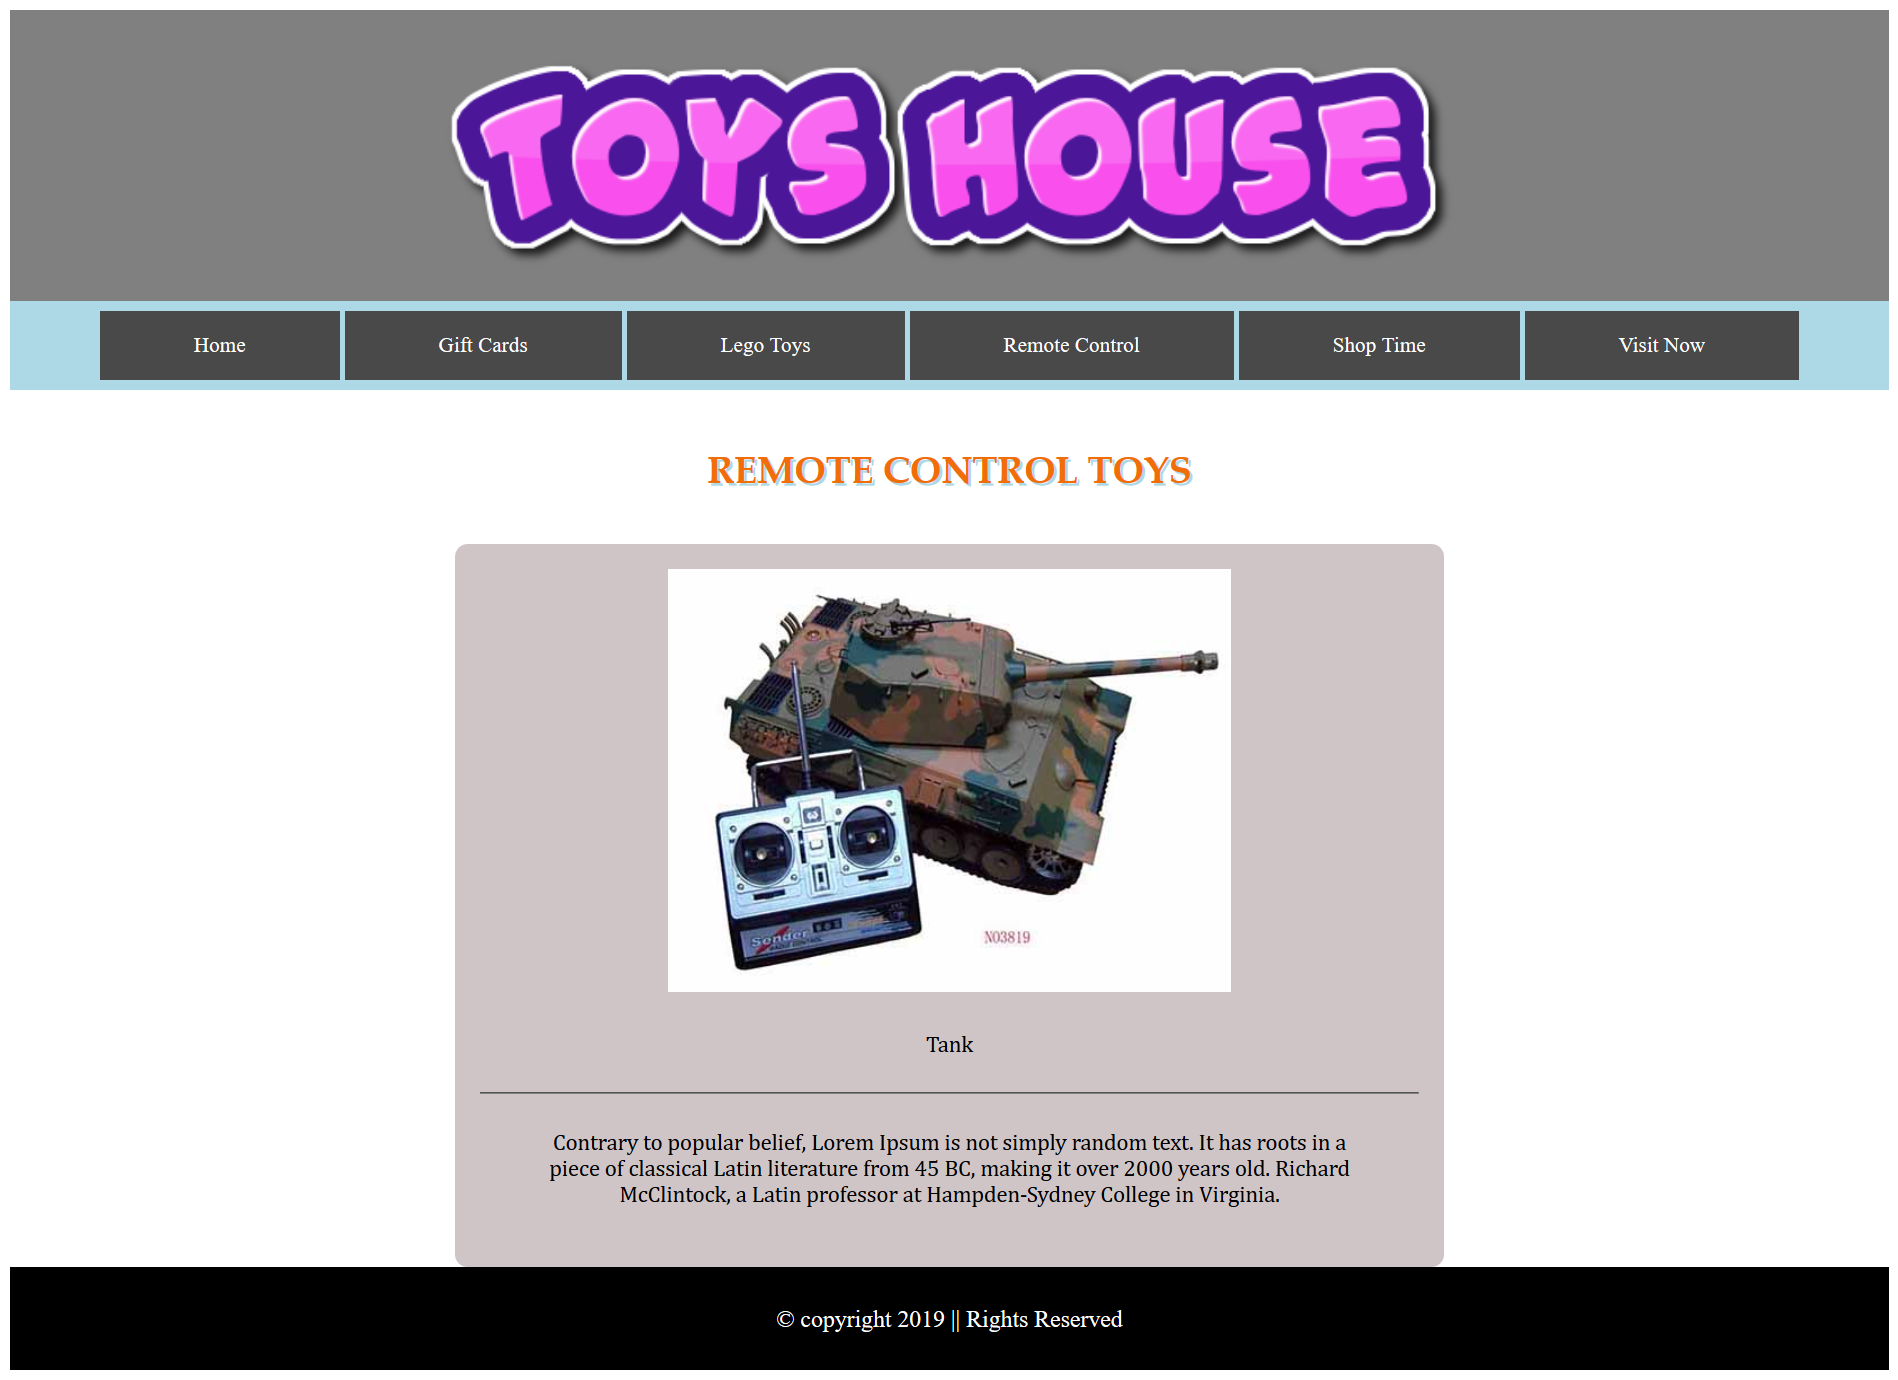 TOYS HOUSE
Home
Gift Cards
Lego Toys
Remote Control
Shop Time
Visit Now
REMOTE CONTROL TOYS
Sender
RADIO CONTROL
N03819
Tank
Contrary to popular belief, Lorem Ipsum is not simply random text. It has roots in a
piece of classical Latin literature from 45 BC, making it over 2000 years old. Richard
McClintock, a Latin professor at Hampden-Sydney College in Virginia.
© copyright 2019 || Rights Reserved